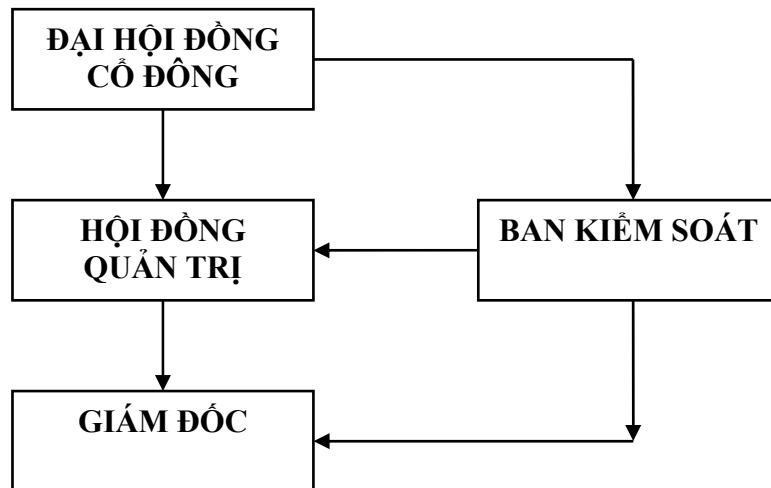 ĐẠI HỘI ĐỒNG
CỔ ĐÔNG
HỘI ĐỒNG
QUẢN TRỊ
BAN KIỂM SOÁT
GIÁM ĐỐC